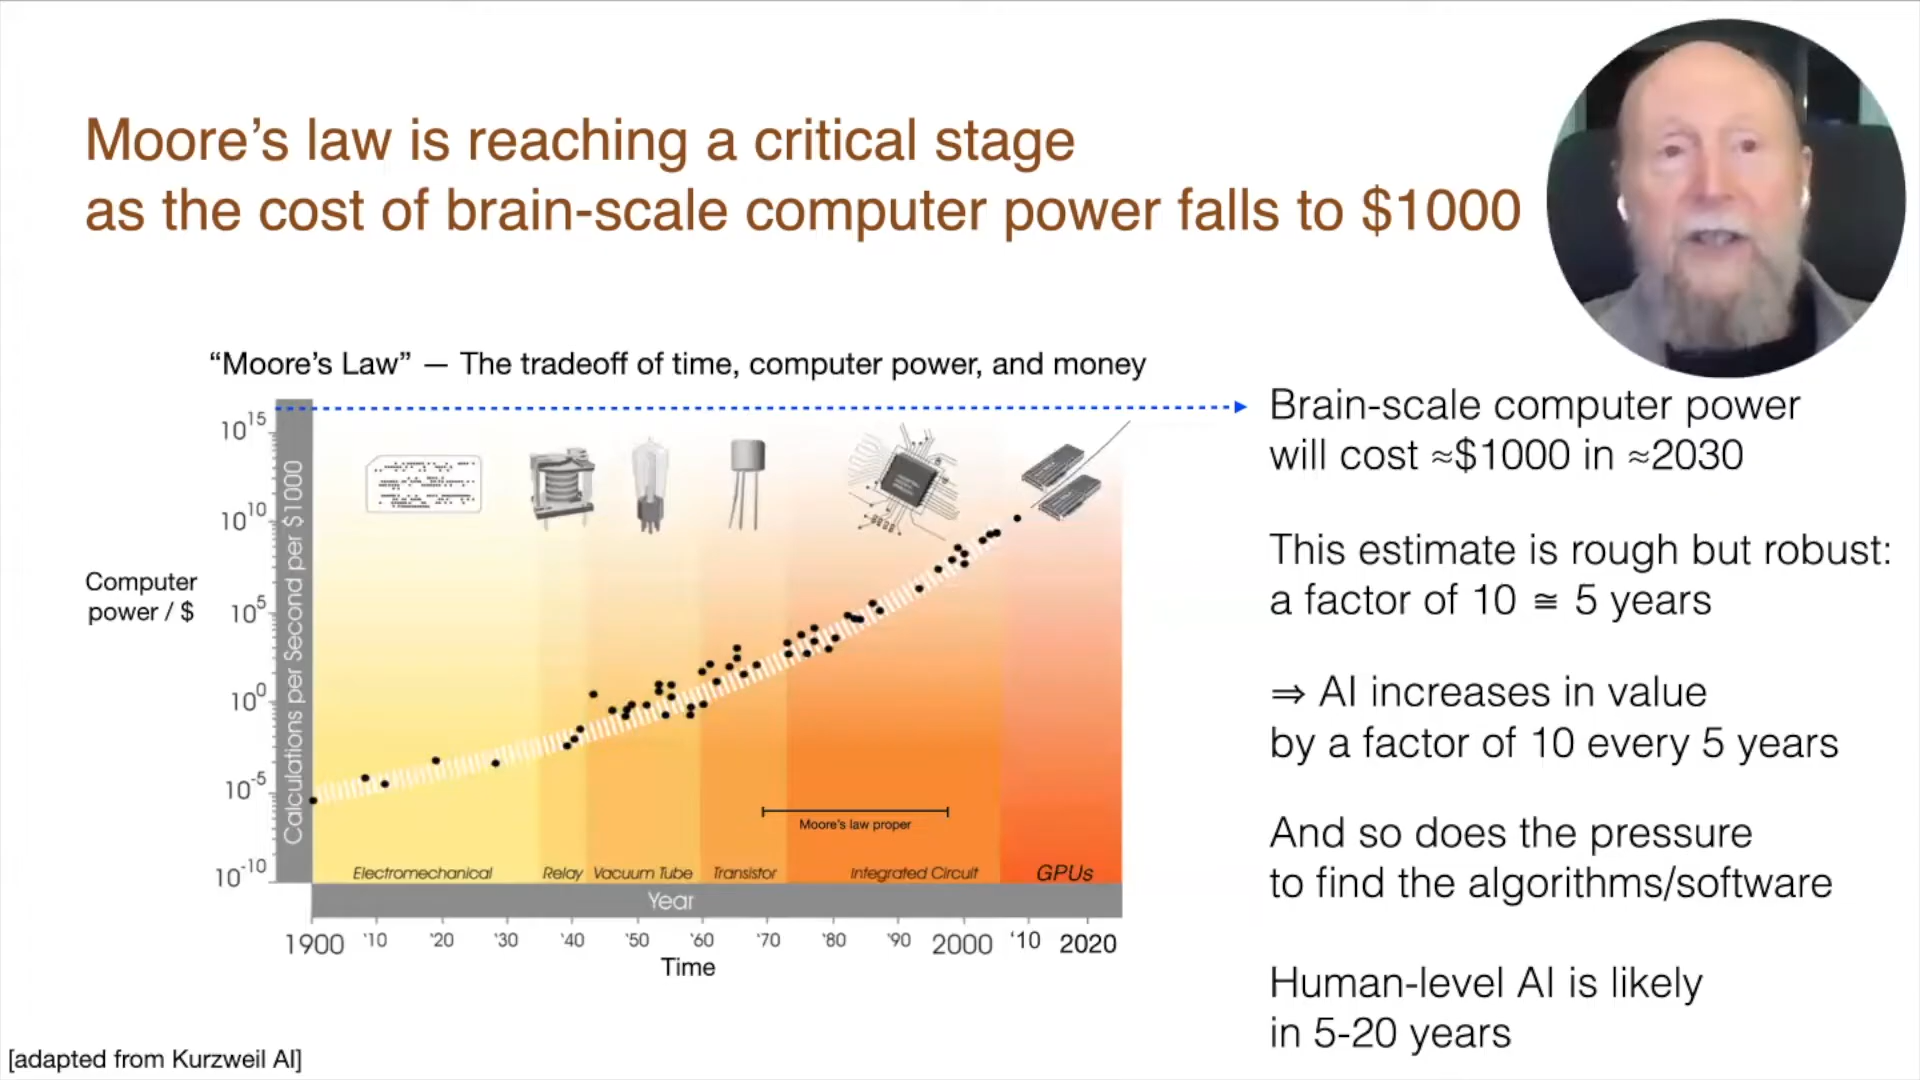 Moore’s law is reaching a critical stage
as the cost of brain-scale computer power falls to $1000
“Moore’s Law” — The tradeoff of time, computer power, and money
Computer
power / $
Calculations per Second per $1000
10^15
10^10
10^5
10^0
10^-5
10^-10
Moore’s law proper
Electromechanical
Relay
Vacuum Tube
Transistor
Integrated Circuit
GPUs
Year
1900 ‘10 ‘20 ‘30 ‘40 ‘50 ‘60 ‘70 ‘80 ‘90 2000 ‘10 2020
Time
Brain-scale computer power
will cost ≈$1000 in ≈2030
This estimate is rough but robust:
a factor of 10 ≅ 5 years
⇒ AI increases in value
by a factor of 10 every 5 years
And so does the pressure
to find the algorithms/software
Human-level AI is likely
in 5-20 years
[adapted from Kurzweil AI]